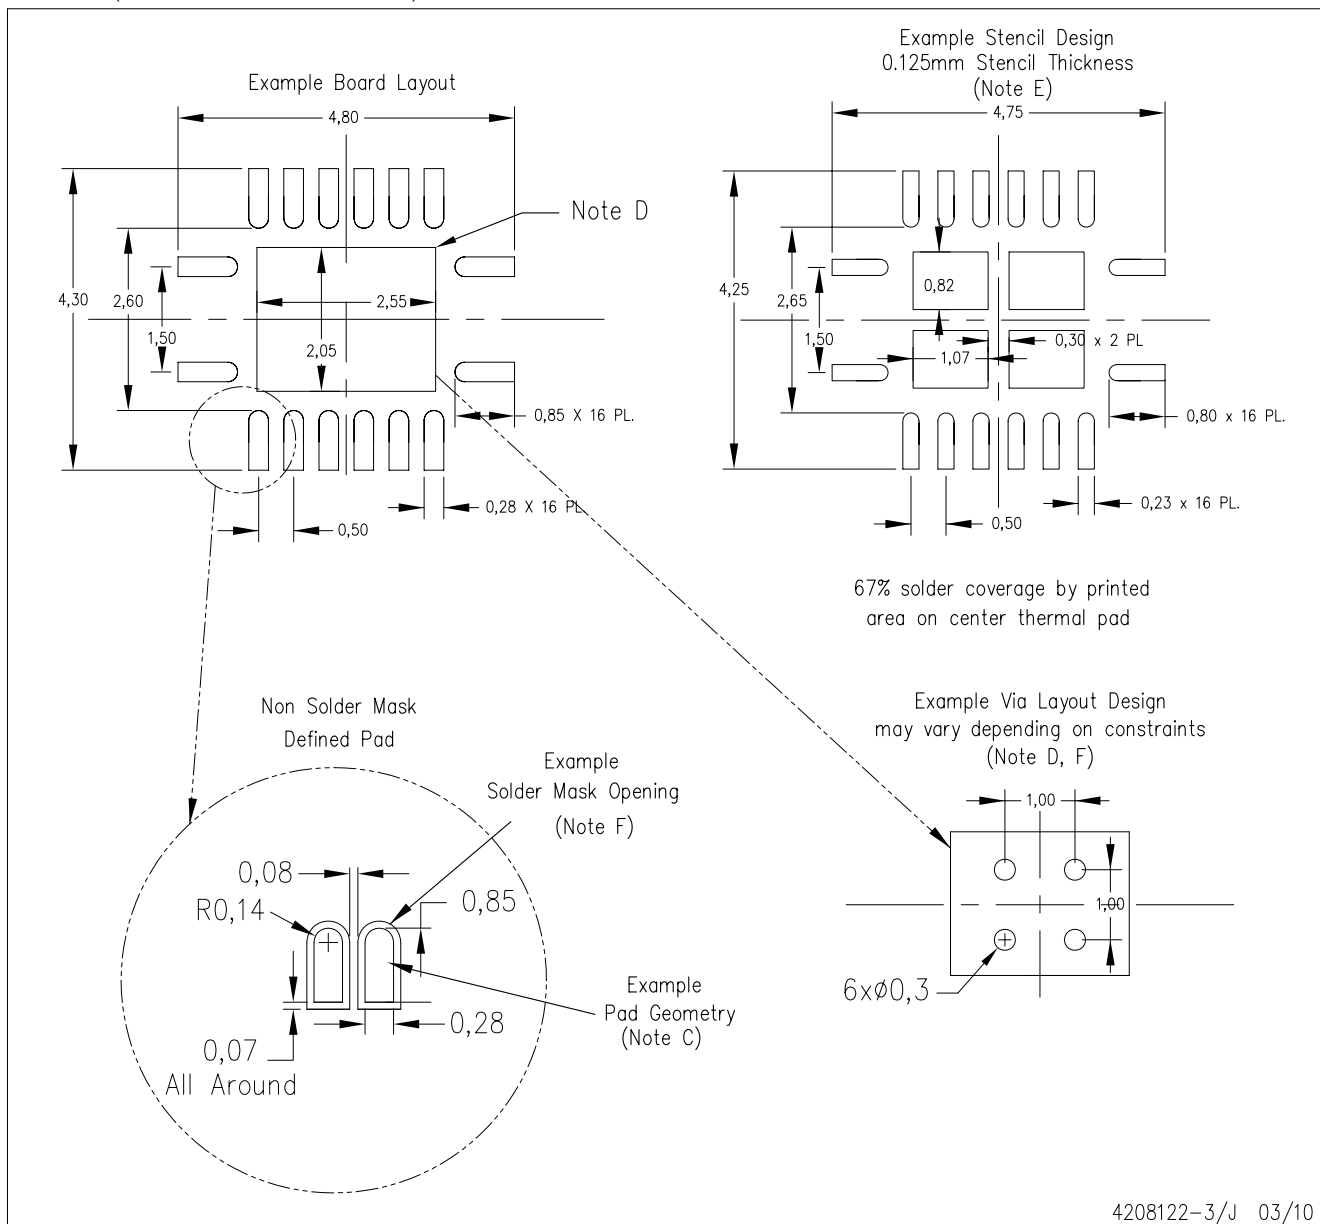 Example Board Layout
4,80
4,30
2,60
1,50
2,55
2,05
Note D
0,85 X 16 PL.
0,28 X 16 PL
0,50
Example Stencil Design
0.125mm Stencil Thickness
(Note E)
4,75
4,25
2,65
1,50
0,82
1,07
0,30 x 2 PL
0,80 x 16 PL.
0,23 x 16 PL.
0,50
67% solder coverage by printed
area on center thermal pad
Non Solder Mask
Defined Pad
Example
Solder Mask Opening
(Note F)
0,08
R0,14
0,85
Example
Pad Geometry
(Note C)
0,28
0,07
All Around
Example Via Layout Design
may vary depending on constraints
(Note D, F)
1,00
1,00
6xø0,3
4208122-3/J 03/10